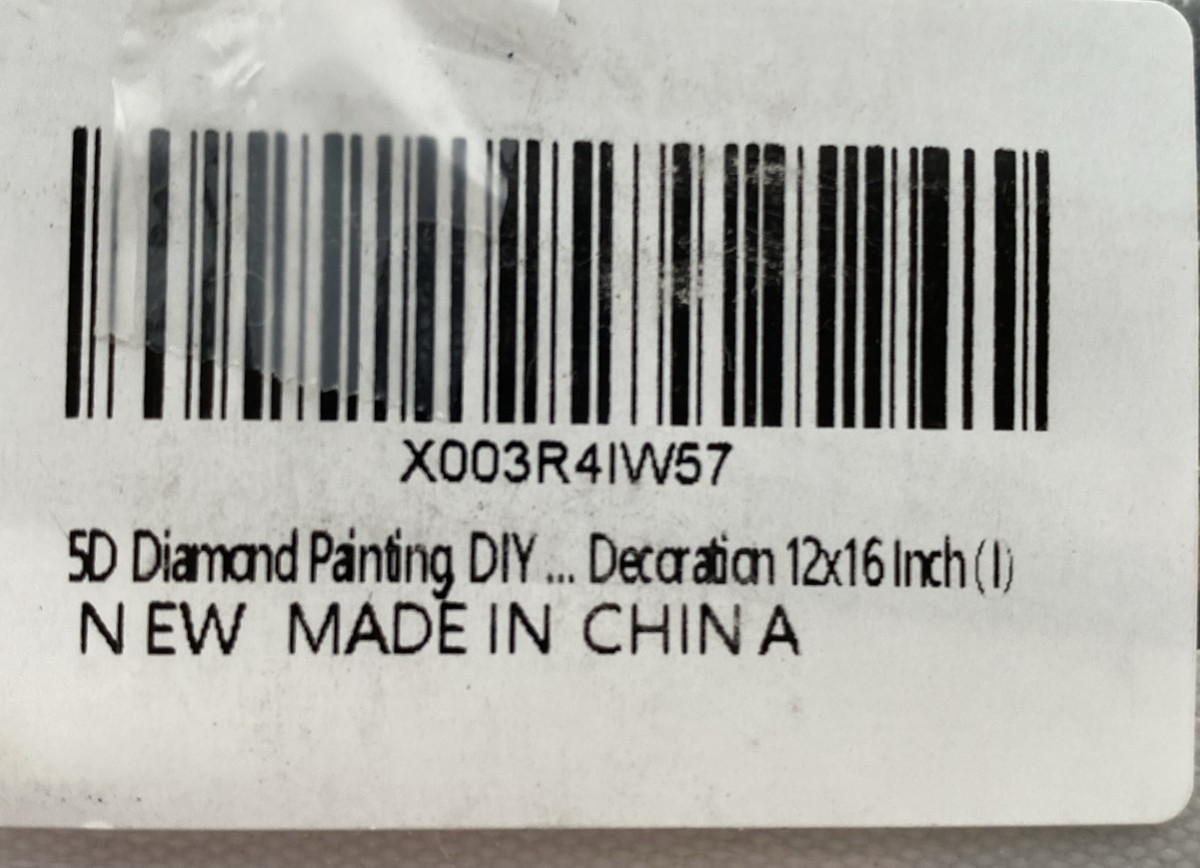 X003R4IW57
5D Diamond Painting, DIY ... Decoration 12x16 Inch (I)
NEW MADE IN CHINA